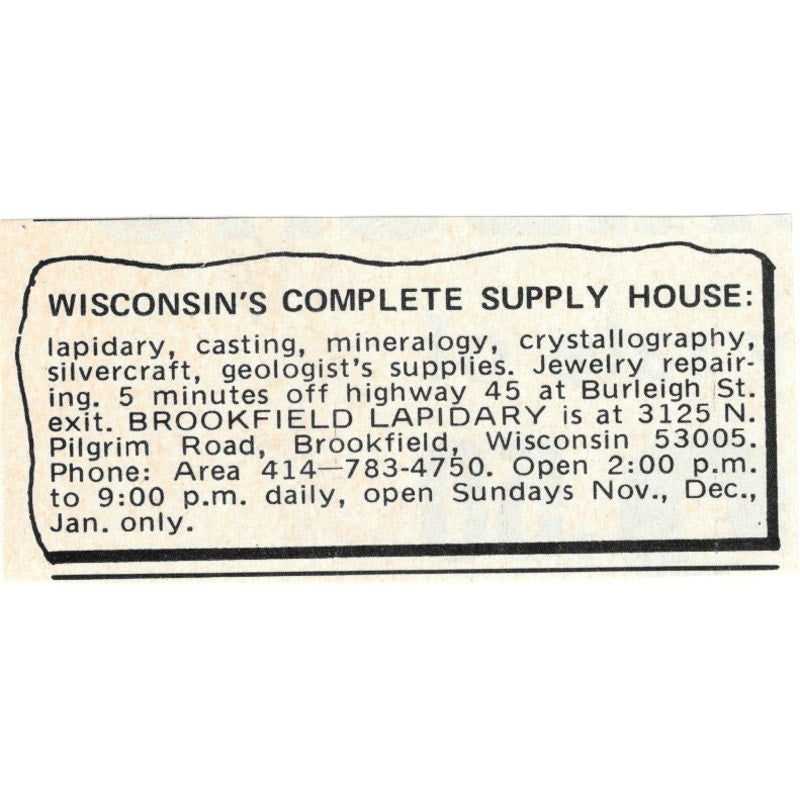 WISCONSIN'S COMPLETE SUPPLY HOUSE:
lapidary, casting, mineralogy, crystallography,
silvercraft, geologist's supplies. Jewelry repair-
ing. 5 minutes off highway 45 at Burleigh St.
exit. BROOKFIELD LAPIDARY is at 3125 N.
Pilgrim Road, Brookfield, Wisconsin 53005.
Phone: Area 414—783-4750. Open 2:00 p.m.
to 9:00 p.m. daily, open Sundays Nov., Dec.,
Jan. only.